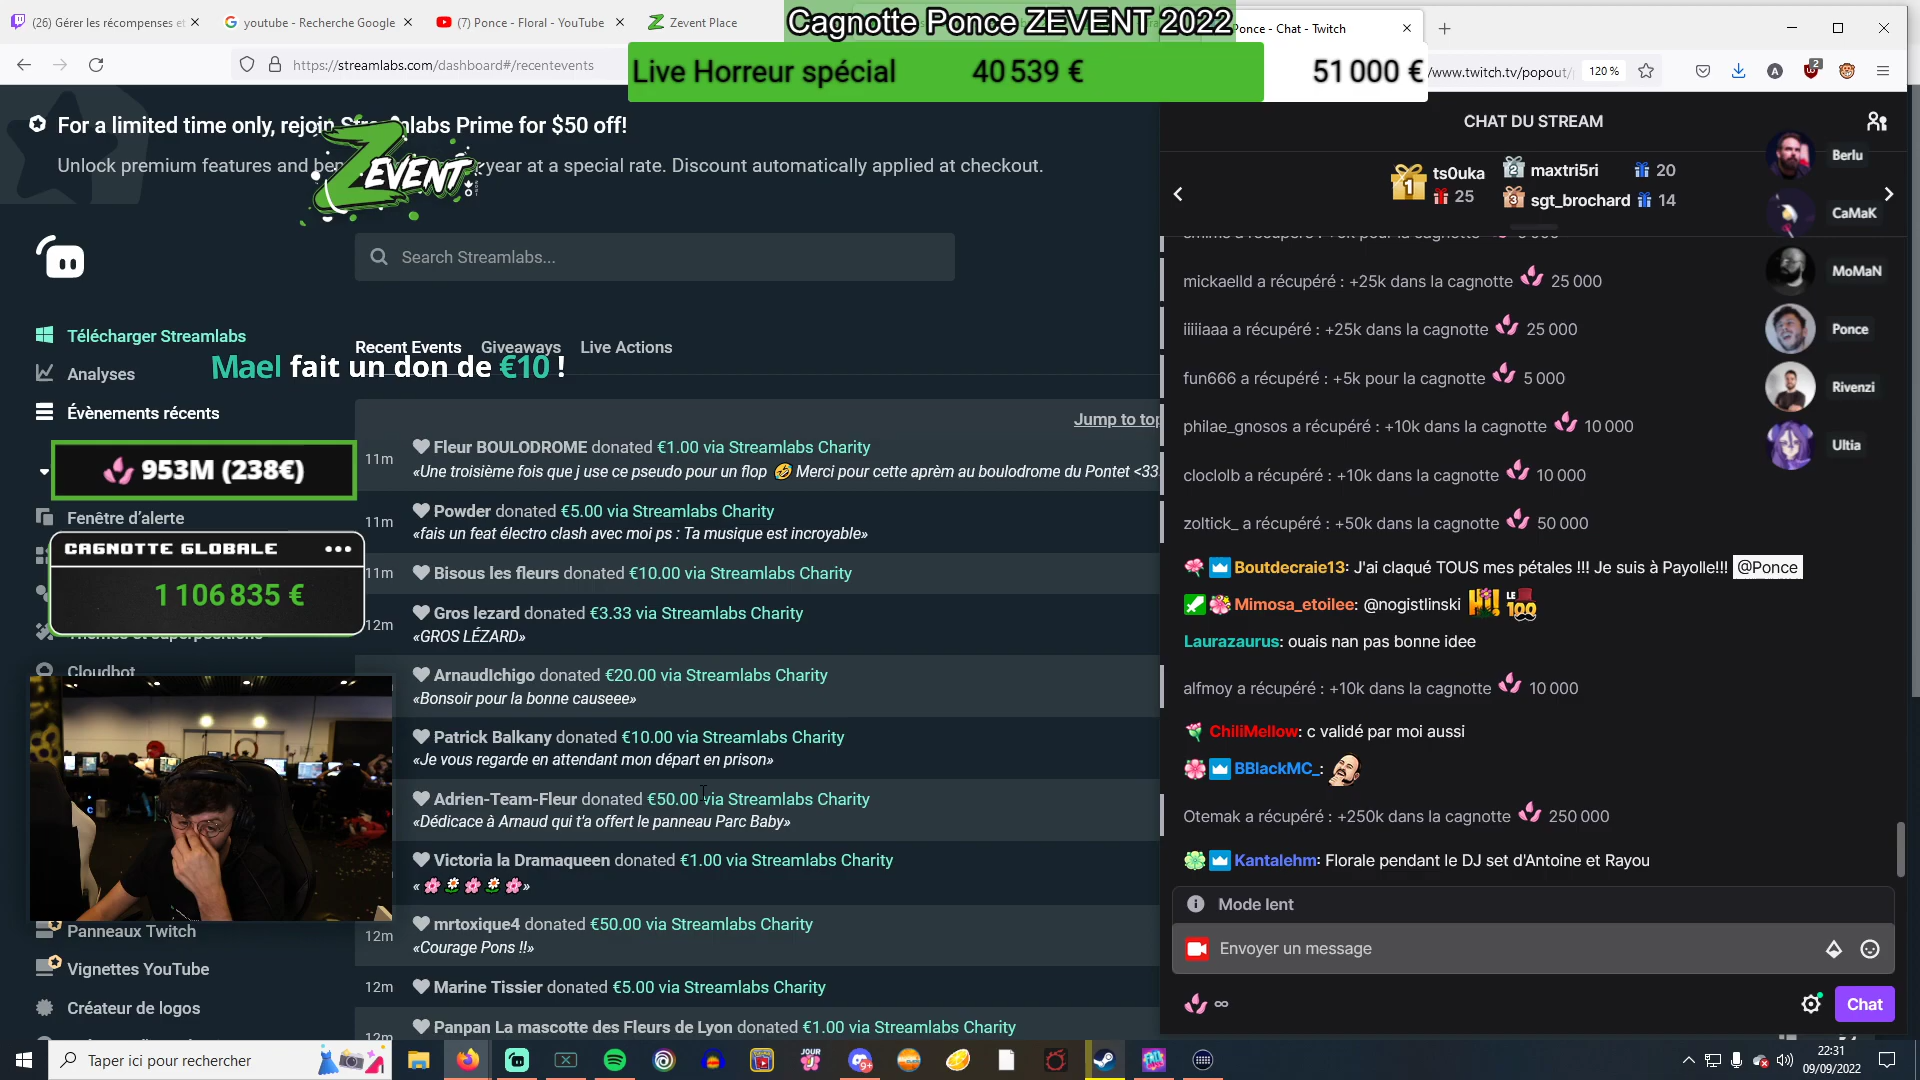 (26) Gérer les récompenses et
youtube - Recherche Google
(7) Ponce - Floral - YouTube
Zevent Place
Cagnotte Ponce ZEVENT 2022
Ponce - Chat - Twitch
https://streamlabs.com/dashboard#/recentevents
Live Horreur spécial 40 539 € 51 000 €
/www.twitch.tv/popout/
120 %
For a limited time only, rejoin Streamlabs Prime for $50 off!
Unlock premium features and year at a special rate. Discount automatically applied at checkout.
ZEVENT
Search Streamlabs...
Télécharger Streamlabs
Analyses
Évènements récents
Recent Events Giveaways Live Actions
Mael fait un don de €10 !
953M (238€)
Fenêtre d'alerte
CAGNOTTE GLOBALE
1 106 835 €
Thèmes et superpositions
Cloudbot
Panneaux Twitch
Vignettes YouTube
Créateur de logos
Jump to top
11m Fleur BOULODROME donated €1.00 via Streamlabs Charity
«Une troisième fois que j use ce pseudo pour un flop 🤣 Merci pour cette aprèm au boulodrome du Pontet <33
11m Powder donated €5.00 via Streamlabs Charity
«fais un feat électro clash avec moi ps : Ta musique est incroyable»
11m Bisous les fleurs donated €10.00 via Streamlabs Charity
12m Gros lezard donated €3.33 via Streamlabs Charity
«GROS LÉZARD»
ArnaudIchigo donated €20.00 via Streamlabs Charity
«Bonsoir pour la bonne causeee»
Patrick Balkany donated €10.00 via Streamlabs Charity
«Je vous regarde en attendant mon départ en prison»
Adrien-Team-Fleur donated €50.00 via Streamlabs Charity
«Dédicace à Arnaud qui t'a offert le panneau Parc Baby»
Victoria la Dramaqueen donated €1.00 via Streamlabs Charity
« 🌸🌼🌸🌼🌸»
12m mrtoxique4 donated €50.00 via Streamlabs Charity
«Courage Pons !!»
12m Marine Tissier donated €5.00 via Streamlabs Charity
12m Panpan La mascotte des Fleurs de Lyon donated €1.00 via Streamlabs Charity
CHAT DU STREAM
1 ts0uka 25
2 maxtri5ri 20
3 sgt_brochard 14
Berlu
CaMaK
MoMaN
Ponce
Rivenzi
Ultia
mickaelld a récupéré : +25k dans la cagnotte 25 000
iiiiiaaa a récupéré : +25k dans la cagnotte 25 000
fun666 a récupéré : +5k pour la cagnotte 5 000
philae_gnosos a récupéré : +10k dans la cagnotte 10 000
cloclolb a récupéré : +10k dans la cagnotte 10 000
zoltick_ a récupéré : +50k dans la cagnotte 50 000
Boutdecraie13: J'ai claqué TOUS mes pétales !!! Je suis à Payolle!!! @Ponce
Mimosa_etoilee: @nogistlinski H! LE 100
Laurazaurus: ouais nan pas bonne idee
alfmoy a récupéré : +10k dans la cagnotte 10 000
ChiliMellow: c validé par moi aussi
BBlackMC_:
Otemak a récupéré : +250k dans la cagnotte 250 000
Kantalehm: Florale pendant le DJ set d'Antoine et Rayou
Mode lent
Envoyer un message
∞
Chat
Taper ici pour rechercher
22:31
09/09/2022